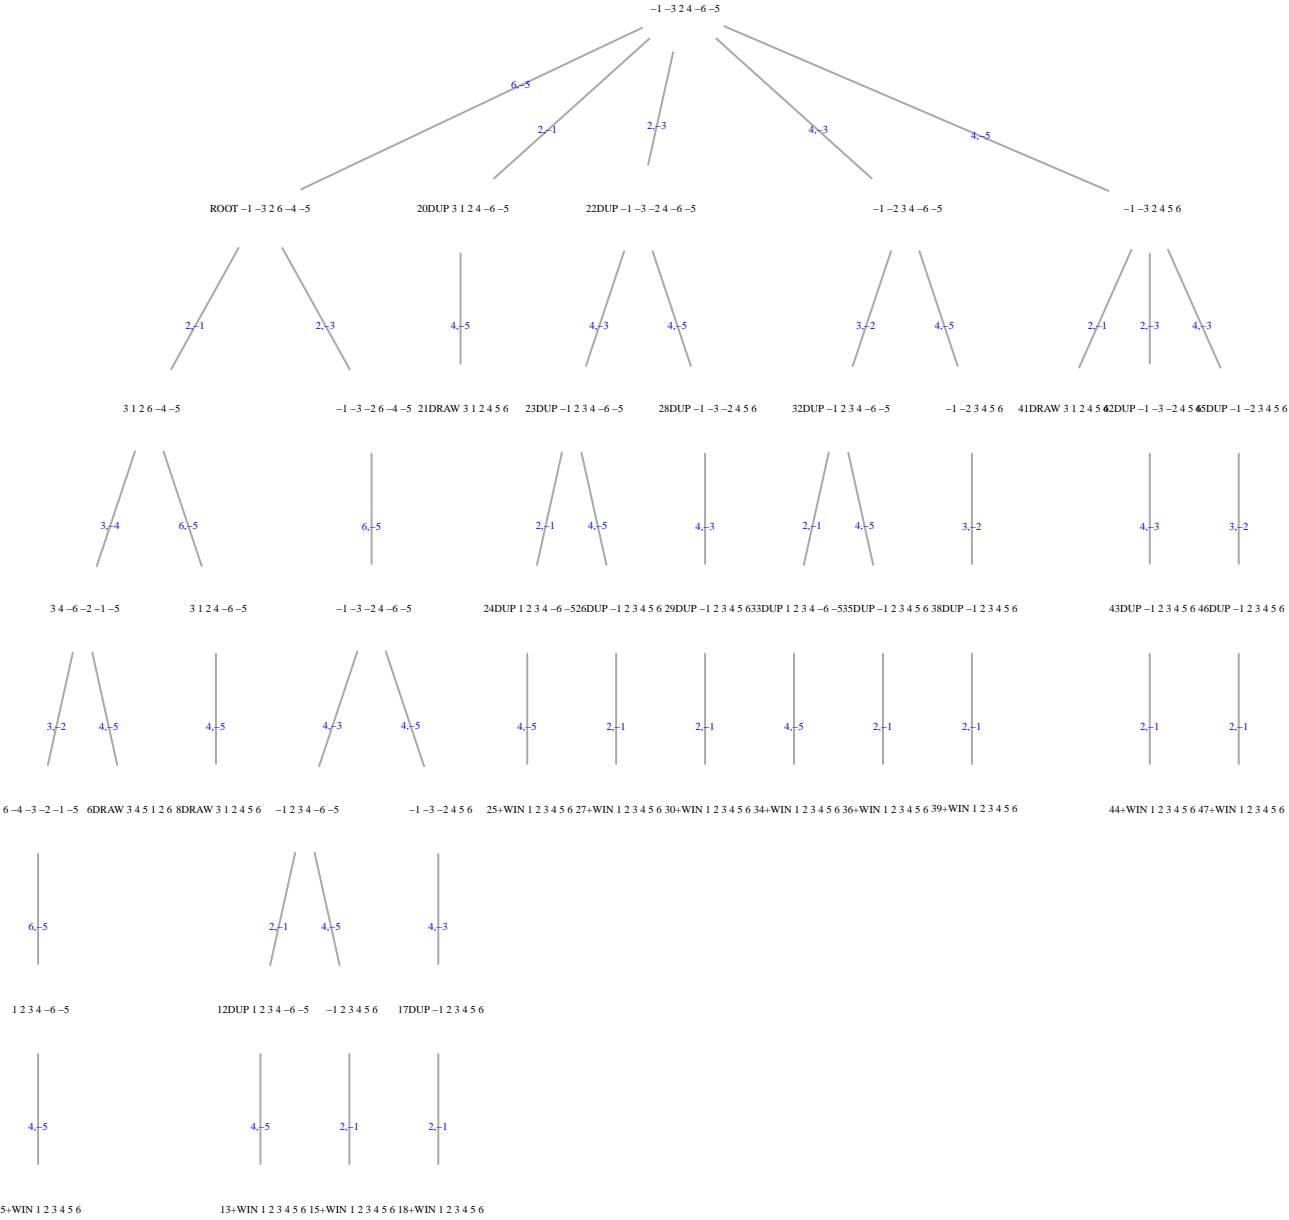 −1 −3 2 4 −6 −5
6,−5
2,−1
2,−3
4,−3
4,−5
ROOT −1 −3 2 6 −4 −5
20DUP 3 1 2 4 −6 −5
22DUP −1 −3 −2 4 −6 −5
−1 −2 3 4 −6 −5
−1 −3 2 4 5 6
2,−1
2,−3
4,−5
4,−3
4,−5
3,−2
4,−5
2,−1
2,−3
4,−3
3 1 2 6 −4 −5
−1 −3 −2 6 −4 −5
21DRAW 3 1 2 4 5 6
23DUP −1 2 3 4 −6 −5
28DUP −1 −3 −2 4 5 6
32DUP −1 2 3 4 −6 −5
−1 −2 3 4 5 6
41DRAW 3 1 2 4 5 6
42DUP −1 −3 −2 4 5 6
45DUP −1 −2 3 4 5 6
3,−4
6,−5
6,−5
2,−1
4,−5
4,−3
2,−1
4,−5
3,−2
4,−3
3,−2
3 4 −6 −2 −1 −5
3 1 2 4 −6 −5
−1 −3 −2 4 −6 −5
24DUP 1 2 3 4 −6 −5
26DUP −1 2 3 4 5 6
29DUP −1 2 3 4 5 6
33DUP 1 2 3 4 −6 −5
35DUP −1 2 3 4 5 6
38DUP −1 2 3 4 5 6
43DUP −1 2 3 4 5 6
46DUP −1 2 3 4 5 6
3,−2
4,−5
4,−5
4,−3
4,−5
4,−5
2,−1
2,−1
4,−5
2,−1
2,−1
2,−1
2,−1
6 −4 −3 −2 −1 −5
6DRAW 3 4 5 1 2 6
8DRAW 3 1 2 4 5 6
−1 2 3 4 −6 −5
−1 −3 −2 4 5 6
25+WIN 1 2 3 4 5 6
27+WIN 1 2 3 4 5 6
30+WIN 1 2 3 4 5 6
34+WIN 1 2 3 4 5 6
36+WIN 1 2 3 4 5 6
39+WIN 1 2 3 4 5 6
44+WIN 1 2 3 4 5 6
47+WIN 1 2 3 4 5 6
6,−5
2,−1
4,−5
4,−3
1 2 3 4 −6 −5
12DUP 1 2 3 4 −6 −5
−1 2 3 4 5 6
17DUP −1 2 3 4 5 6
4,−5
4,−5
2,−1
2,−1
5+WIN 1 2 3 4 5 6
13+WIN 1 2 3 4 5 6
15+WIN 1 2 3 4 5 6
18+WIN 1 2 3 4 5 6